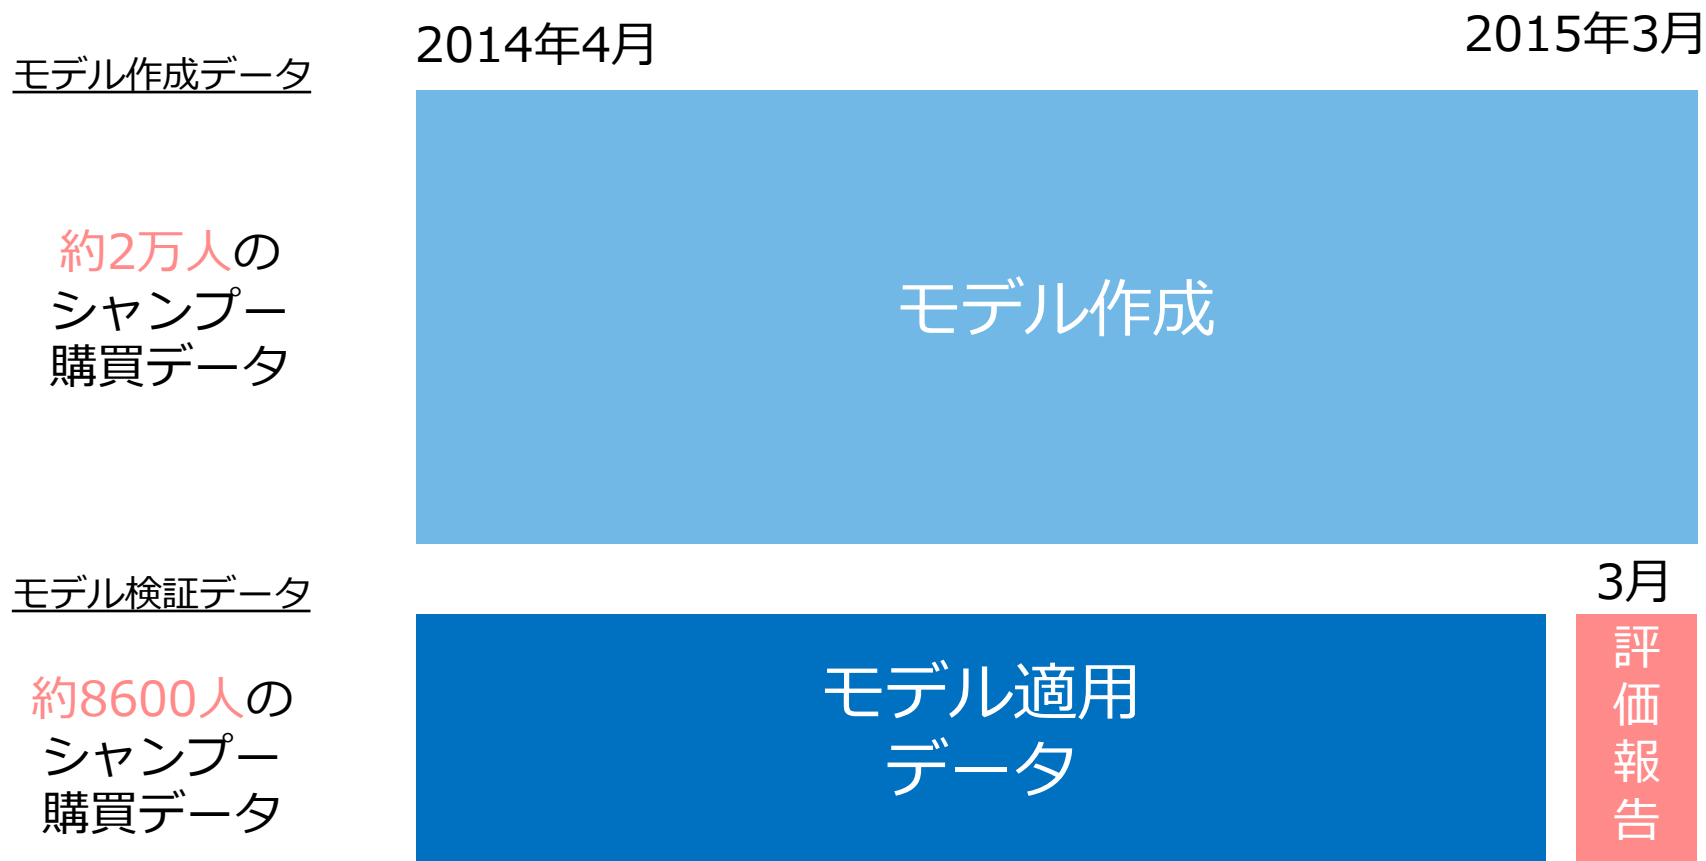 2014年4月
2015年3月
モデル作成データ
約2万人の
シャンプー
購買データ
モデル作成
モデル検証データ
3月
約8600人の
シャンプー
購買データ
モデル適用
データ
評価報告